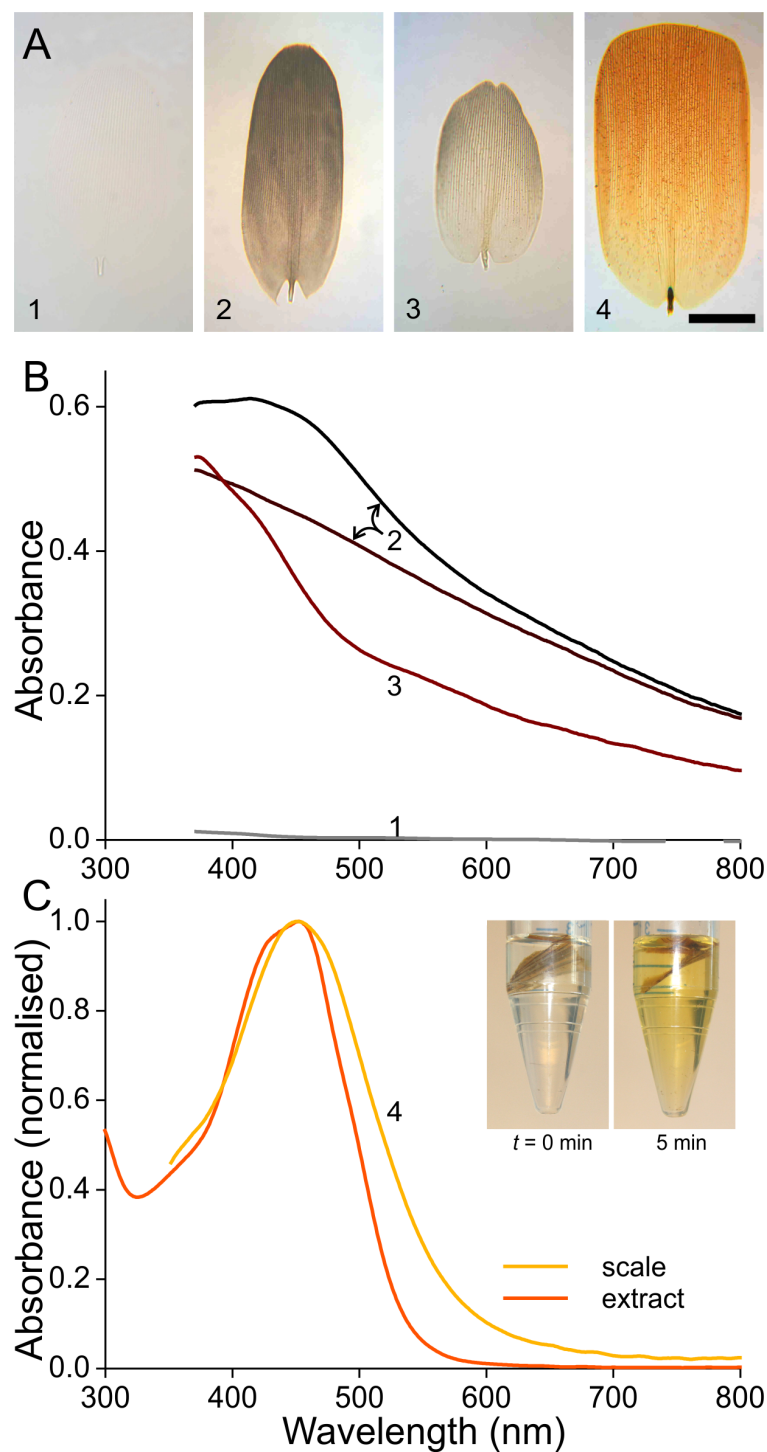 A
1
2
3
4
B
0.6
0.4
0.2
0.0
Absorbance
2
3
1
300 400 500 600 700 800
C
1.0
0.8
0.6
0.4
0.2
0.0
Absorbance (normalised)
4
t = 0 min 5 min
scale
extract
300 400 500 600 700 800
Wavelength (nm)